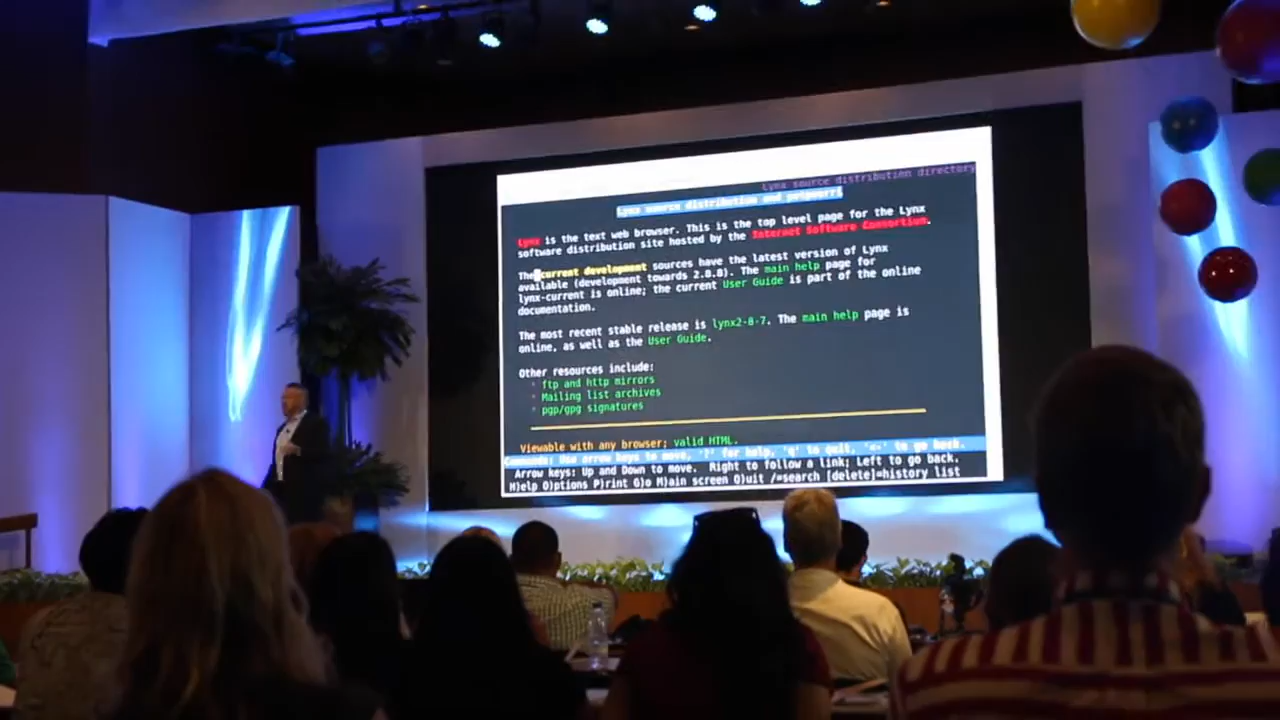 Lynx source distribution directory
Lynx source distribution and potpourri
Lynx is the text web browser. This is the top level page for the Lynx
software distribution site hosted by the Internet Software Consortium.
The current development sources have the latest version of Lynx
available (development towards 2.8.8). The main help page for
lynx-current is online; the current User Guide is part of the online
documentation.
The most recent stable release is lynx2-8-7. The main help page is
online, as well as the User Guide.
Other resources include:
* ftp and http mirrors
* Mailing list archives
* pgp/gpg signatures
Viewable with any browser; valid HTML.
Commands: Use arrow keys to move, '?' for help, 'q' to quit, '<-' to go back.
Arrow keys: Up and Down to move. Right to follow a link; Left to go back.
H)elp O)ptions P)rint G)o M)ain screen Q)uit /=search [delete]=history list